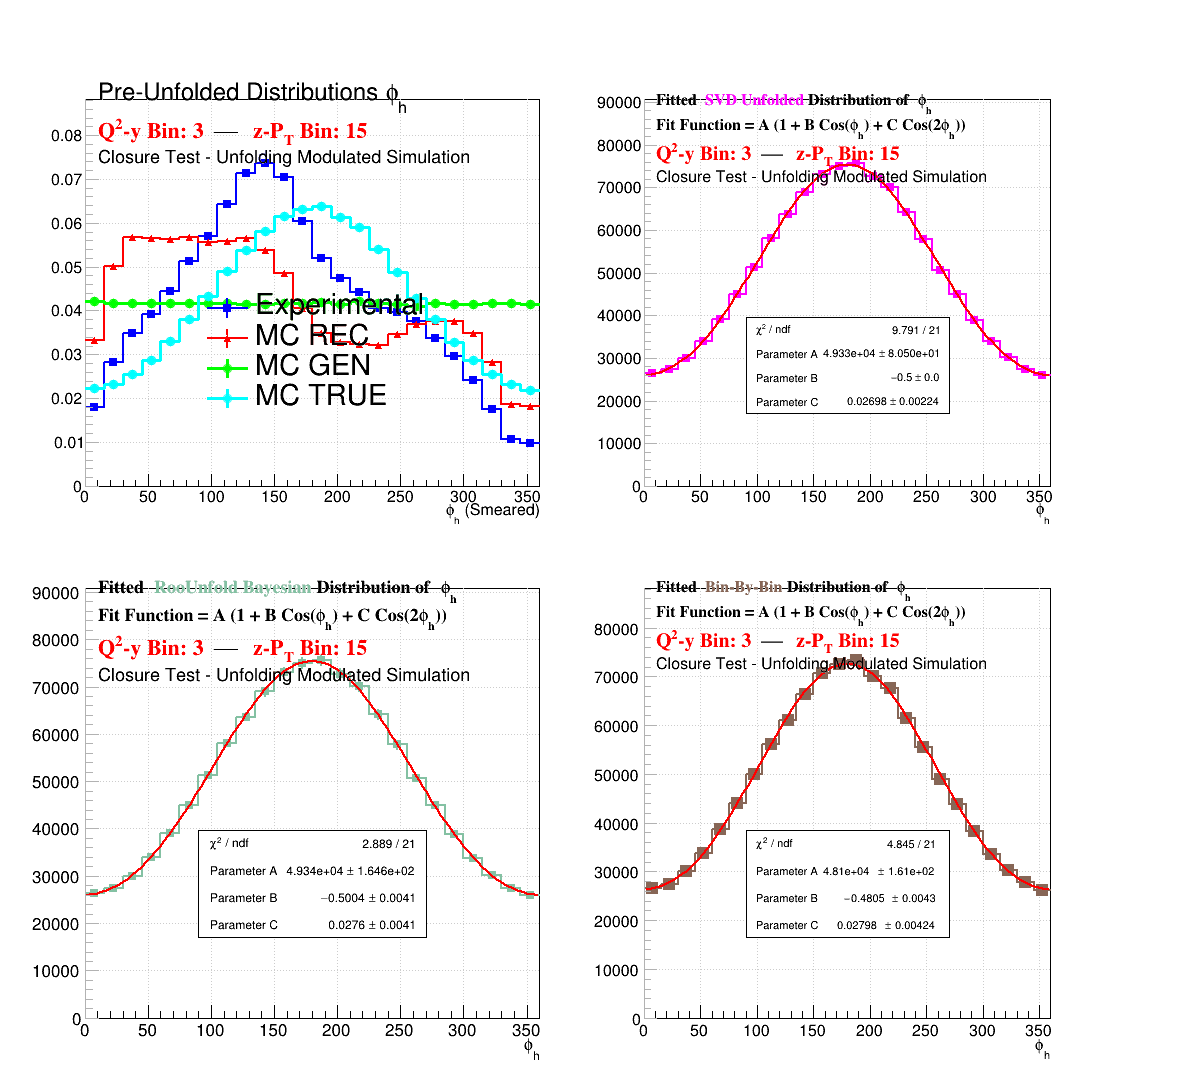 Pre-Unfolded Distributions ϕh
Q²-y Bin: 3 — z-PT Bin: 15
Closure Test - Unfolding Modulated Simulation
0.08
0.07
0.06
0.05
0.04
0.03
0.02
0.01
0
Experimental
MC REC
MC GEN
MC TRUE
0 50 100 150 200 250 300 350
ϕh (Smeared)
Fitted SVD Unfolded Distribution of ϕh
Fit Function = A (1 + B Cos(ϕh) + C Cos(2ϕh))
Q²-y Bin: 3 — z-PT Bin: 15
Closure Test - Unfolding Modulated Simulation
90000
80000
70000
60000
50000
40000
30000
20000
10000
0
χ² / ndf 9.791 / 21
Parameter A 4.933e+04 ± 8.050e+01
Parameter B −0.5 ± 0.0
Parameter C 0.02698 ± 0.00224
0 50 100 150 200 250 300 350
ϕh
Fitted RooUnfold Bayesian Distribution of ϕh
Fit Function = A (1 + B Cos(ϕh) + C Cos(2ϕh))
Q²-y Bin: 3 — z-PT Bin: 15
Closure Test - Unfolding Modulated Simulation
90000
80000
70000
60000
50000
40000
30000
20000
10000
0
χ² / ndf 2.889 / 21
Parameter A 4.934e+04 ± 1.646e+02
Parameter B −0.5004 ± 0.0041
Parameter C 0.0276 ± 0.0041
0 50 100 150 200 250 300 350
ϕh
Fitted Bin-By-Bin Distribution of ϕh
Fit Function = A (1 + B Cos(ϕh) + C Cos(2ϕh))
Q²-y Bin: 3 — z-PT Bin: 15
Closure Test - Unfolding Modulated Simulation
80000
70000
60000
50000
40000
30000
20000
10000
0
χ² / ndf 4.845 / 21
Parameter A 4.81e+04 ± 1.61e+02
Parameter B −0.4805 ± 0.0043
Parameter C 0.02798 ± 0.00424
0 50 100 150 200 250 300 350
ϕh